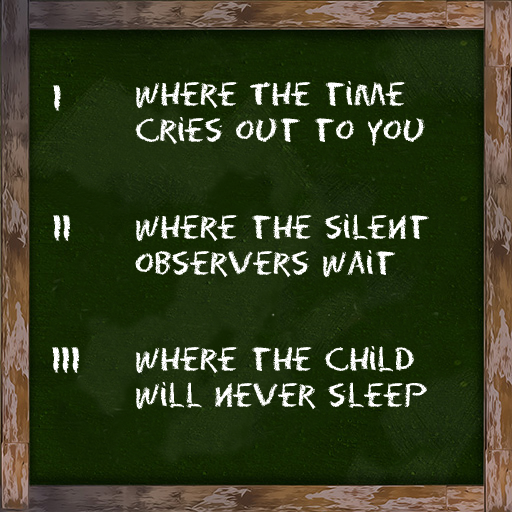 I WHERE THE TIME
CRIES OUT TO YOU
II WHERE THE SILENT
OBSERVERS WAIT
III WHERE THE CHILD
WILL NEVER SLEEP